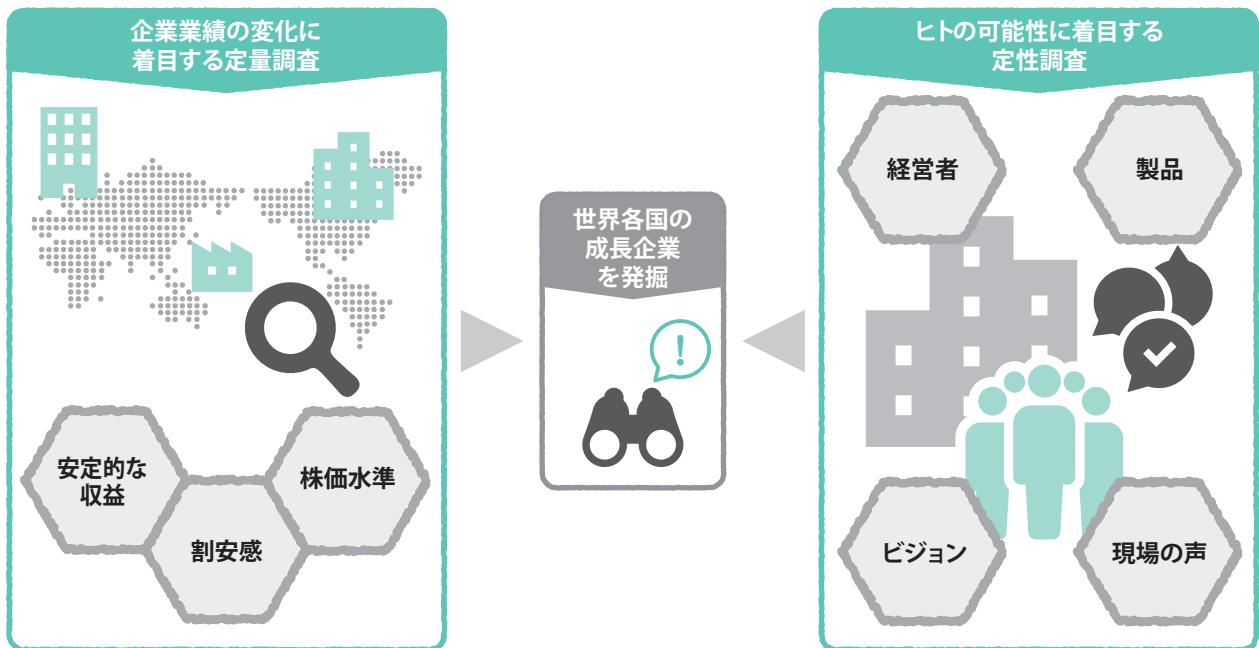 企業業績の変化に
着目する定量調査
安定的な
収益
割安感
株価水準
世界各国の
成長企業
を発掘
!
ヒトの可能性に着目する
定性調査
経営者
製品
ビジョン
現場の声